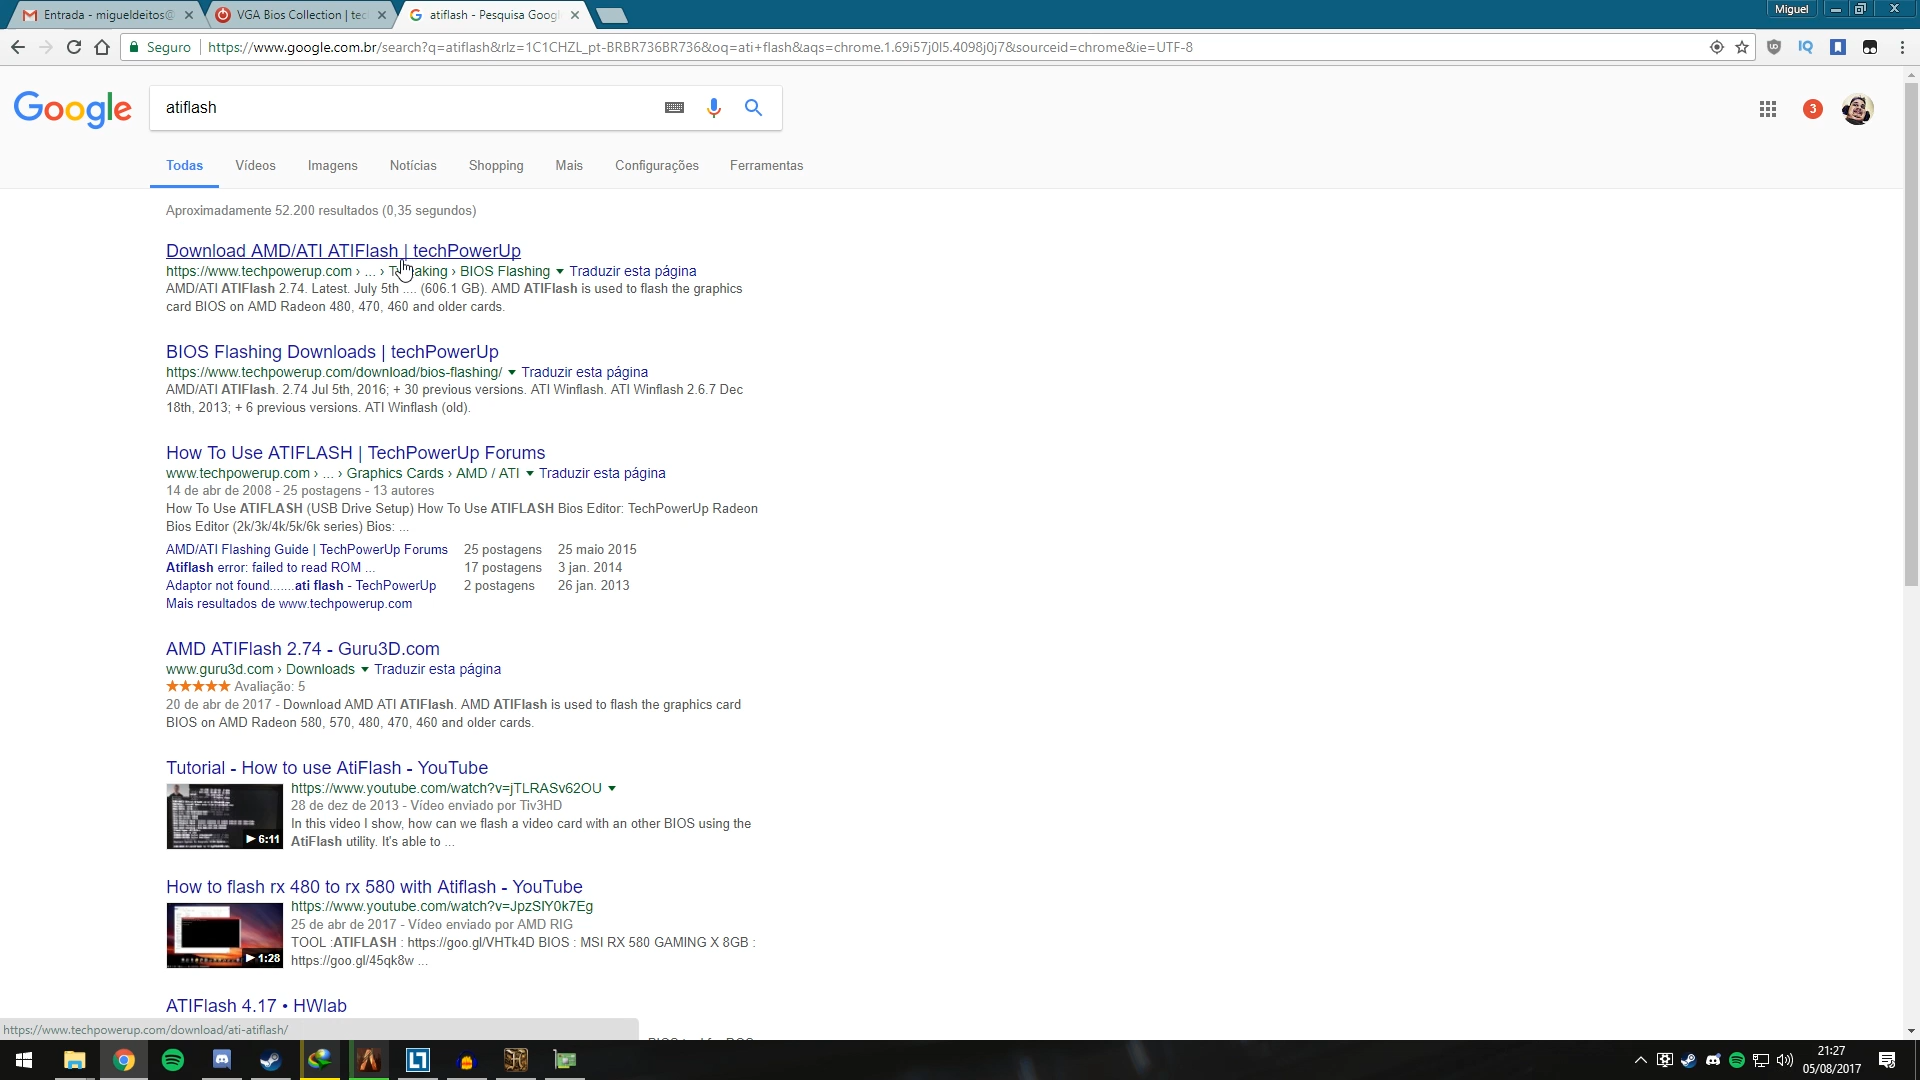 Entrada - migueldeitos@
VGA Bios Collection | tec
atiflash - Pesquisa Googl
Miguel
Seguro
https://www.google.com.br/search?q=atiflash&rlz=1C1CHZL_pt-BRBR736BR736&oq=ati+flash&aqs=chrome.1.69i57j0l5.4098j0j7&sourceid=chrome&ie=UTF-8
IQ
Google
atiflash
3
Todas
Vídeos
Imagens
Notícias
Shopping
Mais
Configurações
Ferramentas
Aproximadamente 52.200 resultados (0,35 segundos)
Download AMD/ATI ATIFlash | techPowerUp
https://www.techpowerup.com › ... › Tweaking › BIOS Flashing ▾ Traduzir esta página
AMD/ATI ATIFlash 2.74. Latest. July 5th .... (606.1 GB). AMD ATIFlash is used to flash the graphics
card BIOS on AMD Radeon 480, 470, 460 and older cards.
BIOS Flashing Downloads | techPowerUp
https://www.techpowerup.com/download/bios-flashing/ ▾ Traduzir esta página
AMD/ATI ATIFlash. 2.74 Jul 5th, 2016; + 30 previous versions. ATI Winflash. ATI Winflash 2.6.7 Dec
18th, 2013; + 6 previous versions. ATI Winflash (old).
How To Use ATIFLASH | TechPowerUp Forums
www.techpowerup.com › ... › Graphics Cards › AMD / ATI ▾ Traduzir esta página
14 de abr de 2008 - 25 postagens - 13 autores
How To Use ATIFLASH (USB Drive Setup) How To Use ATIFLASH Bios Editor: TechPowerUp Radeon
Bios Editor (2k/3k/4k/5k/6k series) Bios: ...
AMD/ATI Flashing Guide | TechPowerUp Forums 25 postagens 25 maio 2015
Atiflash error: failed to read ROM ... 17 postagens 3 jan. 2014
Adaptor not found.......ati flash - TechPowerUp 2 postagens 26 jan. 2013
Mais resultados de www.techpowerup.com
AMD ATIFlash 2.74 - Guru3D.com
www.guru3d.com › Downloads ▾ Traduzir esta página
★★★★★ Avaliação: 5
20 de abr de 2017 - Download AMD ATI ATIFlash. AMD ATIFlash is used to flash the graphics card
BIOS on AMD Radeon 580, 570, 480, 470, 460 and older cards.
Tutorial - How to use AtiFlash - YouTube
https://www.youtube.com/watch?v=jTLRASv62OU ▾
28 de dez de 2013 - Vídeo enviado por Tiv3HD
In this video I show, how can we flash a video card with an other BIOS using the
AtiFlash utility. It's able to ...
6:11
How to flash rx 480 to rx 580 with Atiflash - YouTube
https://www.youtube.com/watch?v=JpzSIY0k7Eg
25 de abr de 2017 - Vídeo enviado por AMD RIG
TOOL :ATIFLASH : https://goo.gl/VHTk4D BIOS : MSI RX 580 GAMING X 8GB :
https://goo.gl/45qk8w ...
1:28
ATIFlash 4.17 • HWlab
https://www.techpowerup.com/download/ati-atiflash/
21:27
05/08/2017